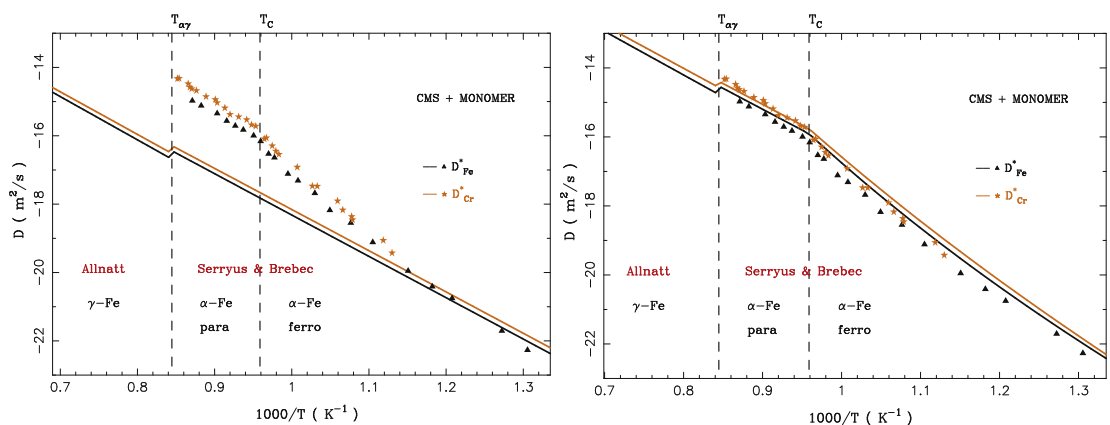 T_αγ T_C
CMS + MONOMER
D*_Fe
D*_Cr
Allnatt
Serryus & Brebec
γ−Fe
α−Fe
α−Fe
para
ferro
D ( m²/s )
−14
−16
−18
−20
−22
0.7 0.8 0.9 1 1.1 1.2 1.3
1000/T ( K⁻¹ )
T_αγ T_C
CMS + MONOMER
D*_Fe
D*_Cr
Allnatt
Serryus & Brebec
γ−Fe
α−Fe
α−Fe
para
ferro
D ( m²/s )
−14
−16
−18
−20
−22
0.7 0.8 0.9 1 1.1 1.2 1.3
1000/T ( K⁻¹ )